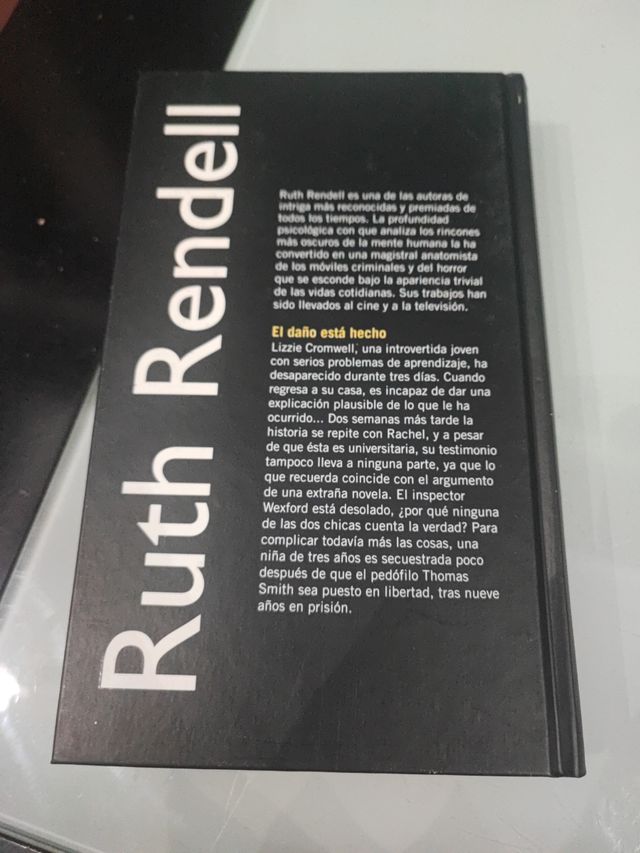 Ruth Rendell
Ruth Rendell es una de las autoras de
intriga más reconocidas y premiadas de
todos los tiempos. La profundidad
psicológica con que analiza los rincones
más oscuros de la mente humana la ha
convertido en una magistral anatomista
de los móviles criminales y del horror
que se esconde bajo la apariencia trivial
de las vidas cotidianas. Sus trabajos han
sido llevados al cine y a la televisión.
El daño está hecho
Lizzie Cromwell, una introvertida joven
con serios problemas de aprendizaje, ha
desaparecido durante tres días. Cuando
regresa a su casa, es incapaz de dar una
explicación plausible de lo que le ha
ocurrido... Dos semanas más tarde la
historia se repite con Rachel, y a pesar
de que ésta es universitaria, su testimonio
tampoco lleva a ninguna parte, ya que lo
que recuerda coincide con el argumento
de una extraña novela. El inspector
Wexford está desolado, ¿por qué ninguna
de las dos chicas cuenta la verdad? Para
complicar todavía más las cosas, una
niña de tres años es secuestrada poco
después de que el pedófilo Thomas
Smith sea puesto en libertad, tras nueve
años en prisión.